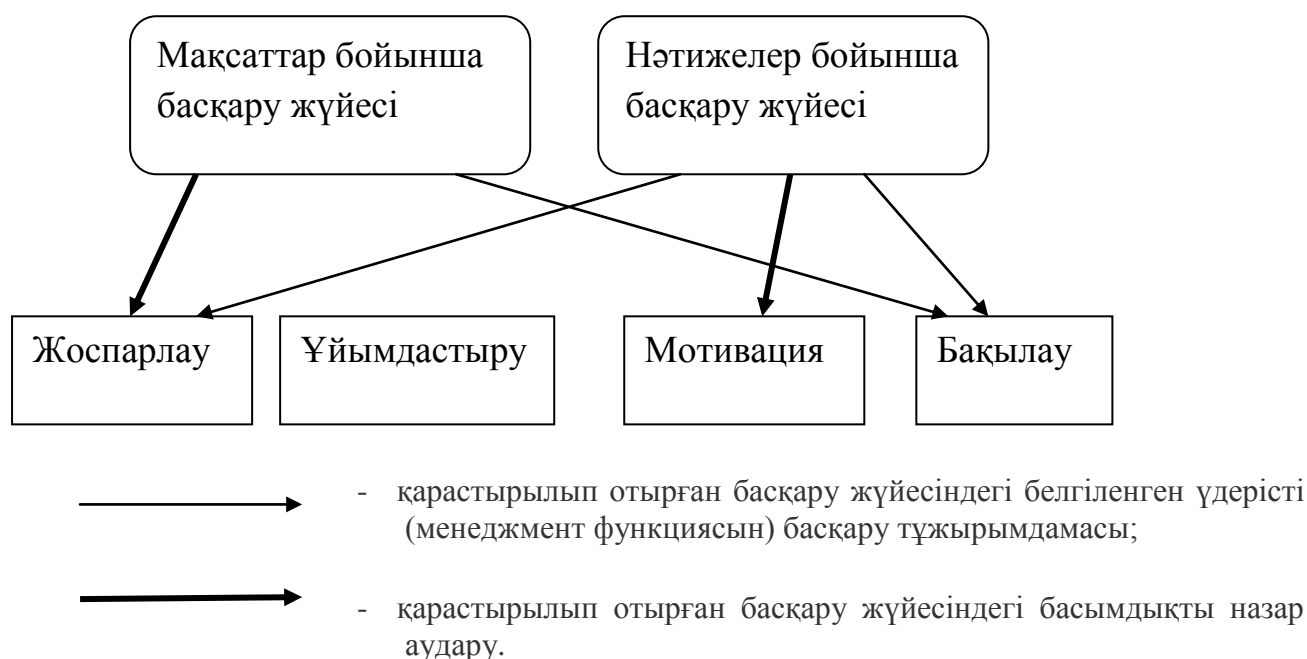 Мақсаттар бойынша
басқару жүйесі
Нәтижелер бойынша
басқару жүйесі
Жоспарлау
Ұйымдастыру
Мотивация
Бақылау
- қарастырылып отырған басқару жүйесіндегі белгіленген үдерісті
(менеджмент функциясын) басқару тұжырымдамасы;
- қарастырылып отырған басқару жүйесіндегі басымдықты назар
аудару.